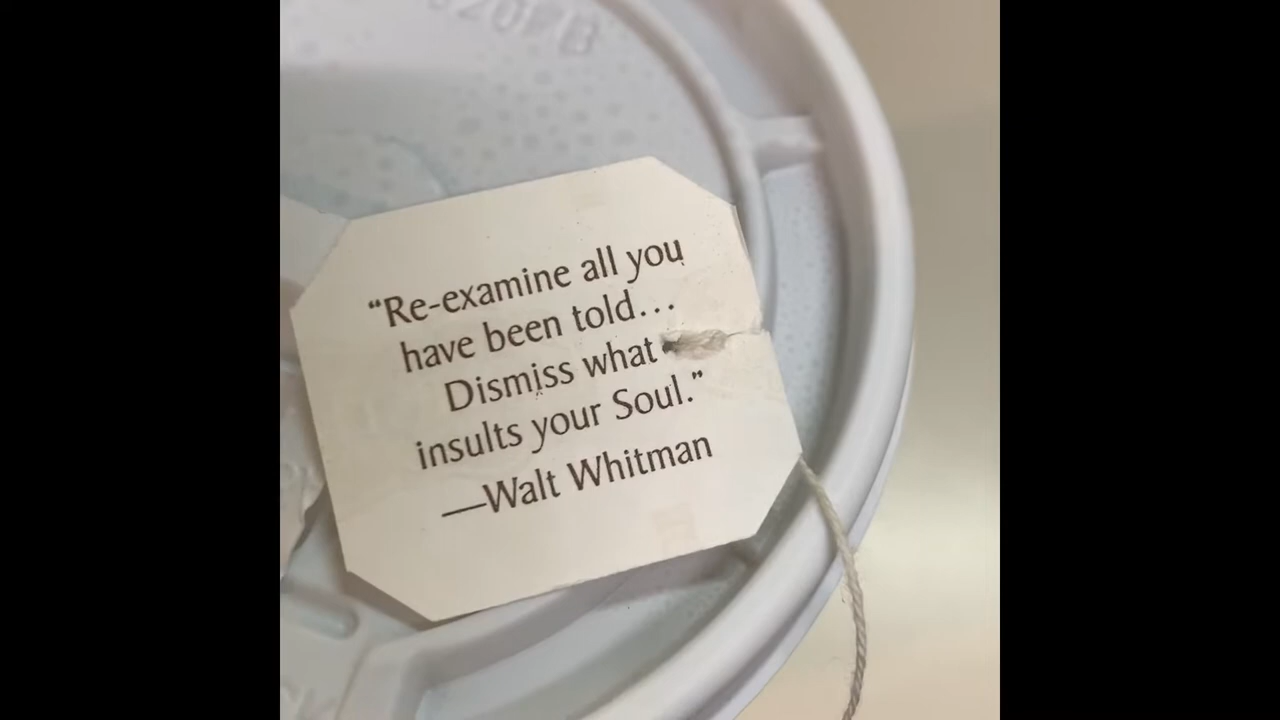 “Re-examine all you
have been told...
Dismiss what
insults your Soul.”
—Walt Whitman